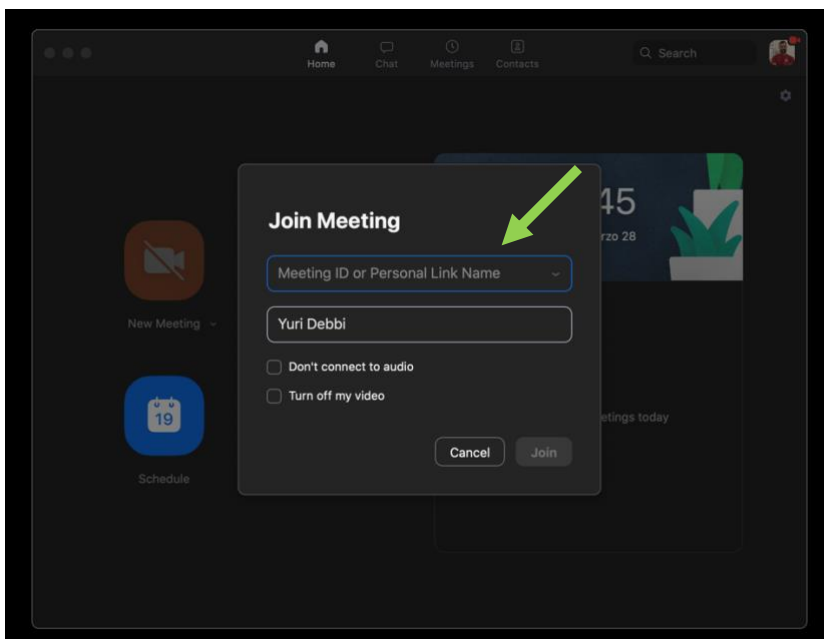 Home
Chat
Meetings
Contacts
Search
45
rzo 28
Join Meeting
Meeting ID or Personal Link Name
Yuri Debbi
Don't connect to audio
Turn off my video
Cancel
Join
New Meeting
19
Schedule
etings today